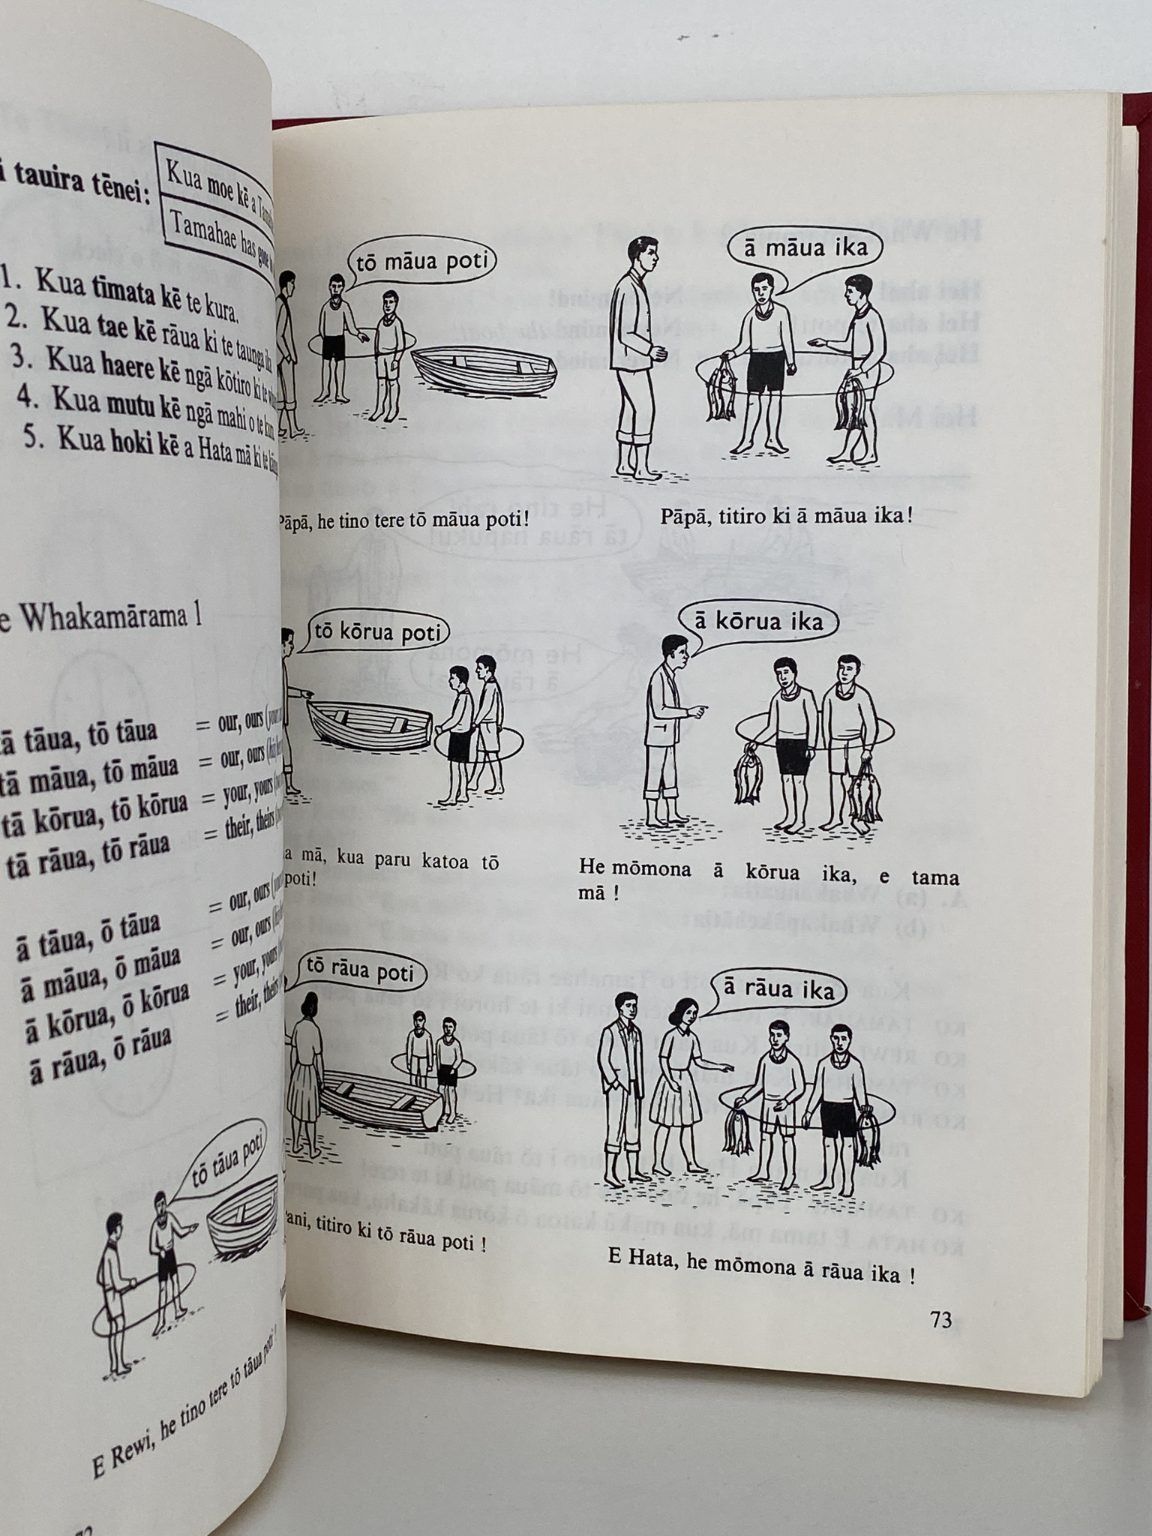 tauira tēnei:
Kua moe kē a
Tamahae has gone
1. Kua tīmata kē te kura.
2. Kua tae kē rāua ki te taunga
3. Kua haere kē ngā kōtiro ki te
4. Kua mutu kē ngā mahi o te
5. Kua hoki kē a Hata mā ki te
Whakamārama 1
tā tāua, tō tāua = our, ours
tā māua, tō māua = our, ours
tā kōrua, tō kōrua = your, yours
tā rāua, tō rāua = their, theirs
ā tāua, ō tāua = our, ours
ā māua, ō māua = our, ours
ā kōrua, ō kōrua = your, yours
ā rāua, ō rāua = their, theirs
tō tāua poti
E Rewi, he tino tere tō tāua poti !
tō māua poti
ā māua ika
Pāpā, he tino tere tō māua poti!
Pāpā, titiro ki ā māua ika!
tō kōrua poti
ā kōrua ika
mā, kua paru katoa tō
poti!
He mōmona ā kōrua ika, e tama
mā !
tō rāua poti
ā rāua ika
titiro ki tō rāua poti !
E Hata, he mōmona ā rāua ika !
73